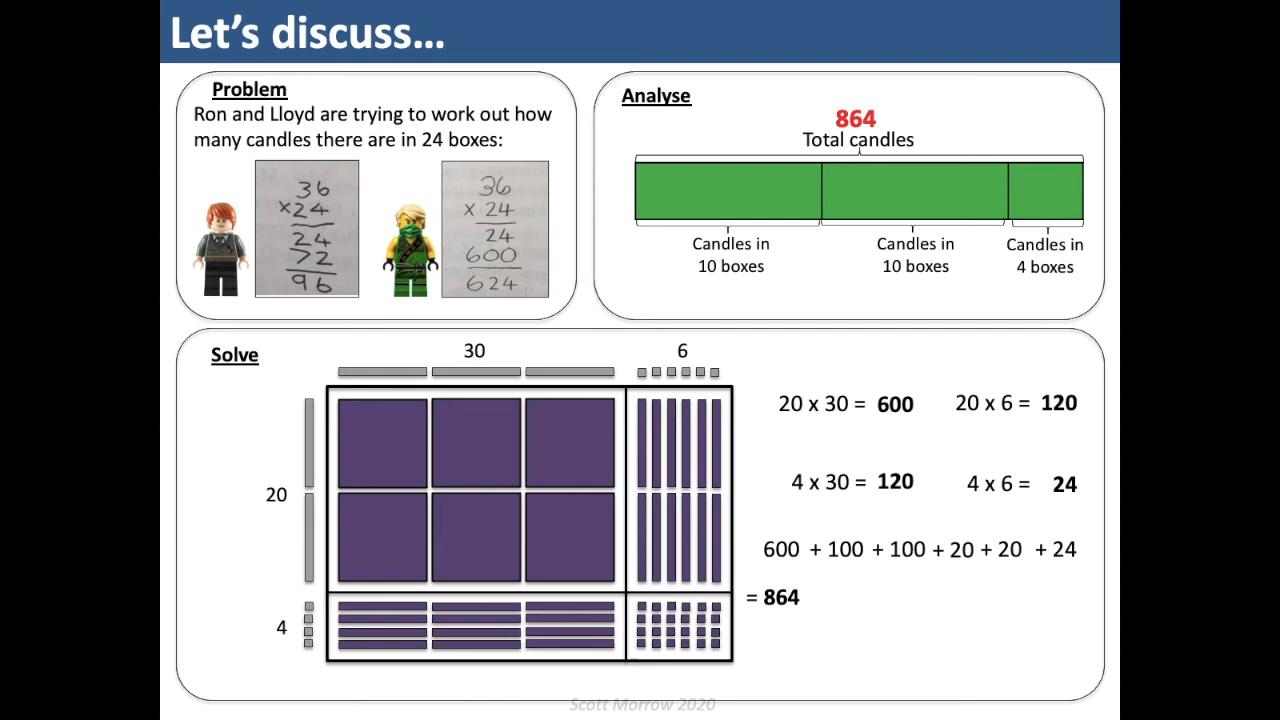 Let's discuss...
Problem
Ron and Lloyd are trying to work out how
many candles there are in 24 boxes:
36
×24
24
72
96
36
× 24
24
600
624
Analyse
864
Total candles
Candles in
10 boxes
Candles in
10 boxes
Candles in
4 boxes
Solve
30 6
20
4
20 x 30 = 600 20 x 6 = 120
4 x 30 = 120 4 x 6 = 24
600 + 100 + 100 + 20 + 20 + 24
= 864
Scott Morrow 2020